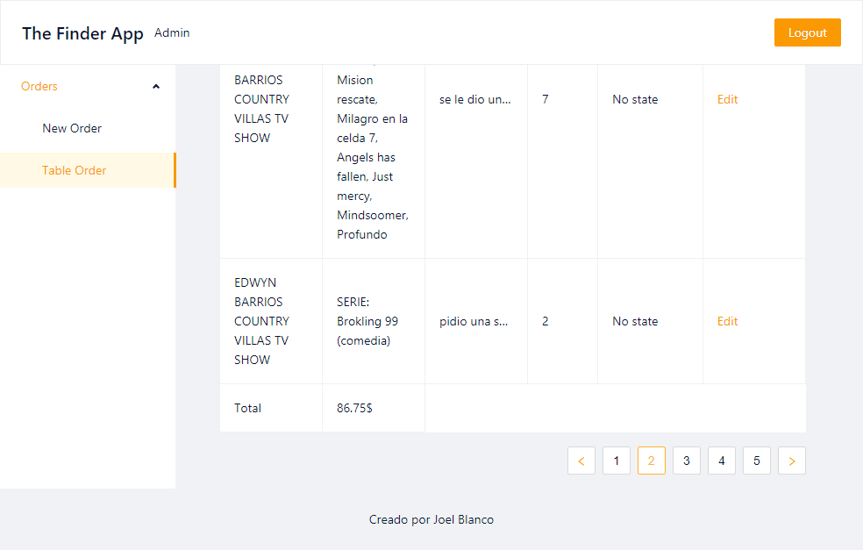 The Finder App Admin
Logout
Orders
New Order
Table Order
BARRIOS
COUNTRY
VILLAS TV
SHOW
Mision
rescate,
Milagro en la
celda 7,
Angels has
fallen, Just
mercy,
Mindsoomer,
Profundo
se le dio un...
7
No state
Edit
EDWYN
BARRIOS
COUNTRY
VILLAS TV
SHOW
SERIE:
Brokling 99
(comedia)
pidio una s...
2
No state
Edit
Total
86.75$
< 1 2 3 4 5 >
Creado por Joel Blanco